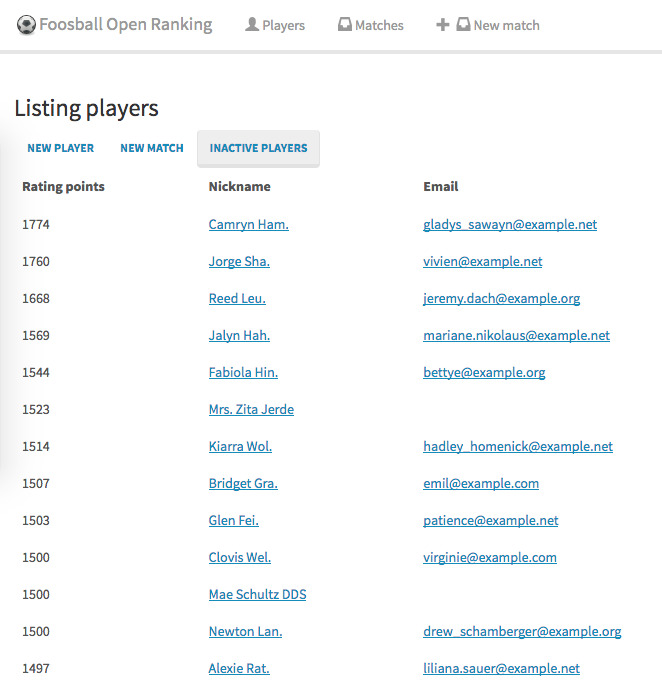 Foosball Open Ranking Players Matches New match
Listing players
NEW PLAYER NEW MATCH INACTIVE PLAYERS
Rating points Nickname Email
1774 Camryn Ham. gladys_sawayn@example.net
1760 Jorge Sha. vivien@example.net
1668 Reed Leu. jeremy.dach@example.org
1569 Jalyn Hah. mariane.nikolaus@example.net
1544 Fabiola Hin. bettye@example.org
1523 Mrs. Zita Jerde
1514 Kiarra Wol. hadley_homenick@example.net
1507 Bridget Gra. emil@example.com
1503 Glen Fei. patience@example.net
1500 Clovis Wel. virginie@example.com
1500 Mae Schultz DDS
1500 Newton Lan. drew_schamberger@example.org
1497 Alexie Rat. liliana.sauer@example.net